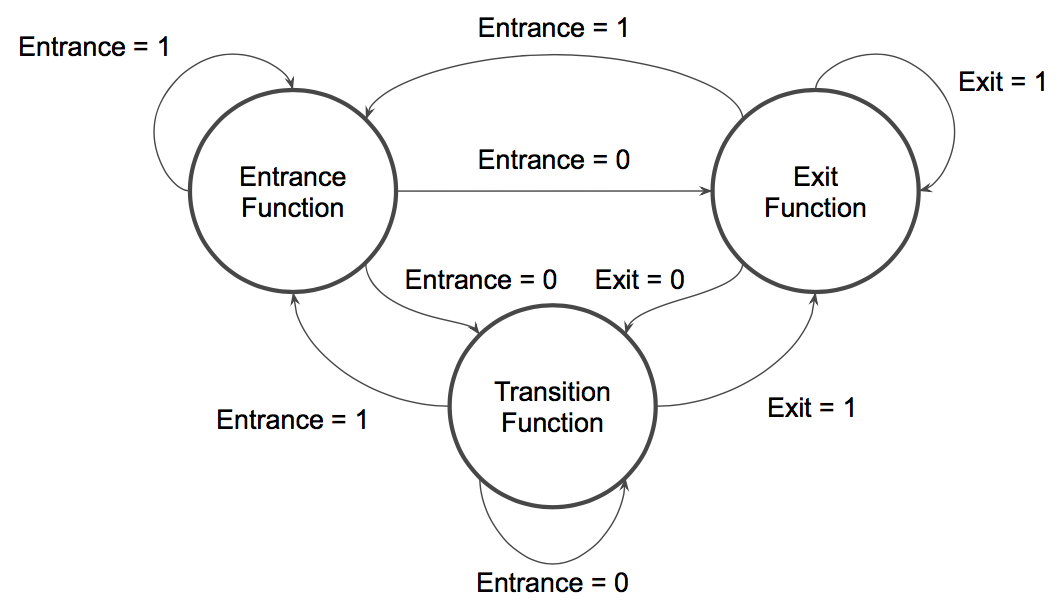 Entrance = 1
Entrance = 1
Exit = 1
Entrance = 0
Entrance
Function
Exit
Function
Entrance = 0
Exit = 0
Transition
Function
Entrance = 1
Exit = 1
Entrance = 0